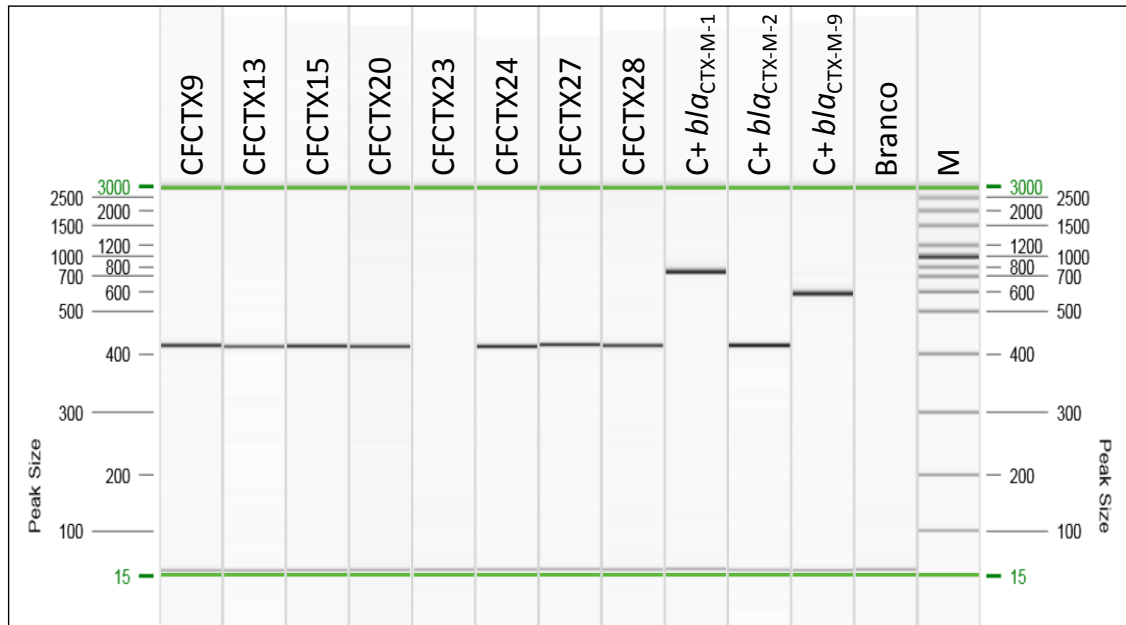 CFCTX9
CFCTX13
CFCTX15
CFCTX20
CFCTX23
CFCTX24
CFCTX27
CFCTX28
C+ blaCTX-M-1
C+ blaCTX-M-2
C+ blaCTX-M-9
Branco
M
3000
2500
2000
1500
1200
1000
800
700
600
500
400
300
200
100
15
Peak Size
3000
2500
2000
1500
1200
1000
800
700
600
500
400
300
200
100
15
Peak Size